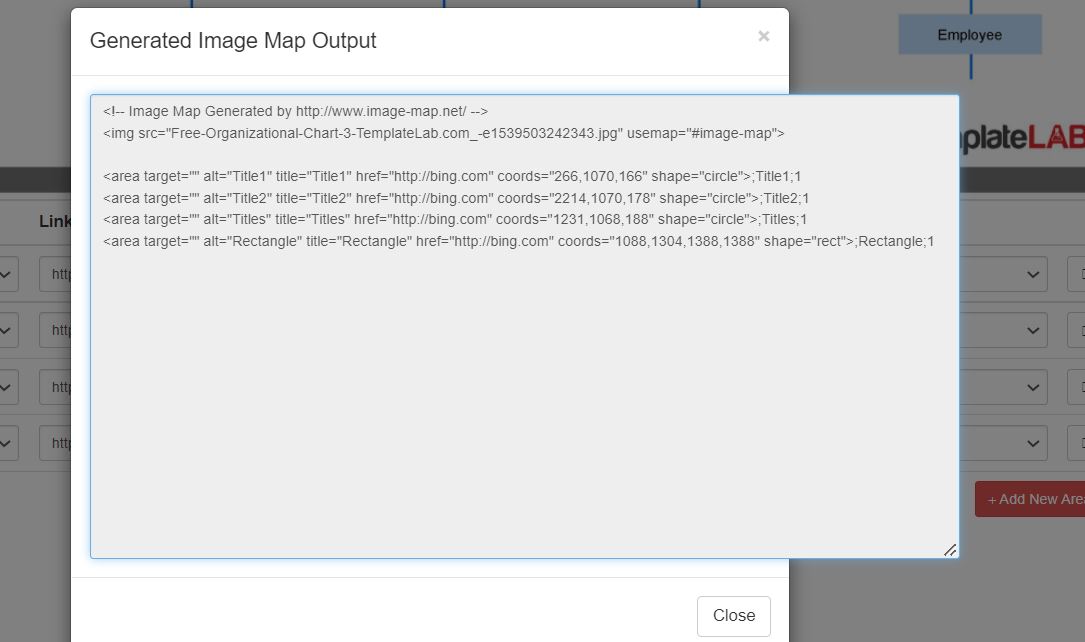 Employee
Generated Image Map Output
×
<!-- Image Map Generated by http://www.image-map.net/ -->
<img src="Free-Organizational-Chart-3-TemplateLab.com_-e1539503242343.jpg" usemap="#image-map">
<area target="" alt="Title1" title="Title1" href="http://bing.com" coords="266,1070,166" shape="circle">;Title1;1
<area target="" alt="Title2" title="Title2" href="http://bing.com" coords="2214,1070,178" shape="circle">;Title2;1
<area target="" alt="Titles" title="Titles" href="http://bing.com" coords="1231,1068,188" shape="circle">;Titles;1
<area target="" alt="Rectangle" title="Rectangle" href="http://bing.com" coords="1088,1304,1388,1388" shape="rect">;Rectangle;1
plateLAB
Link
http
http
http
http
+ Add New Are
Close